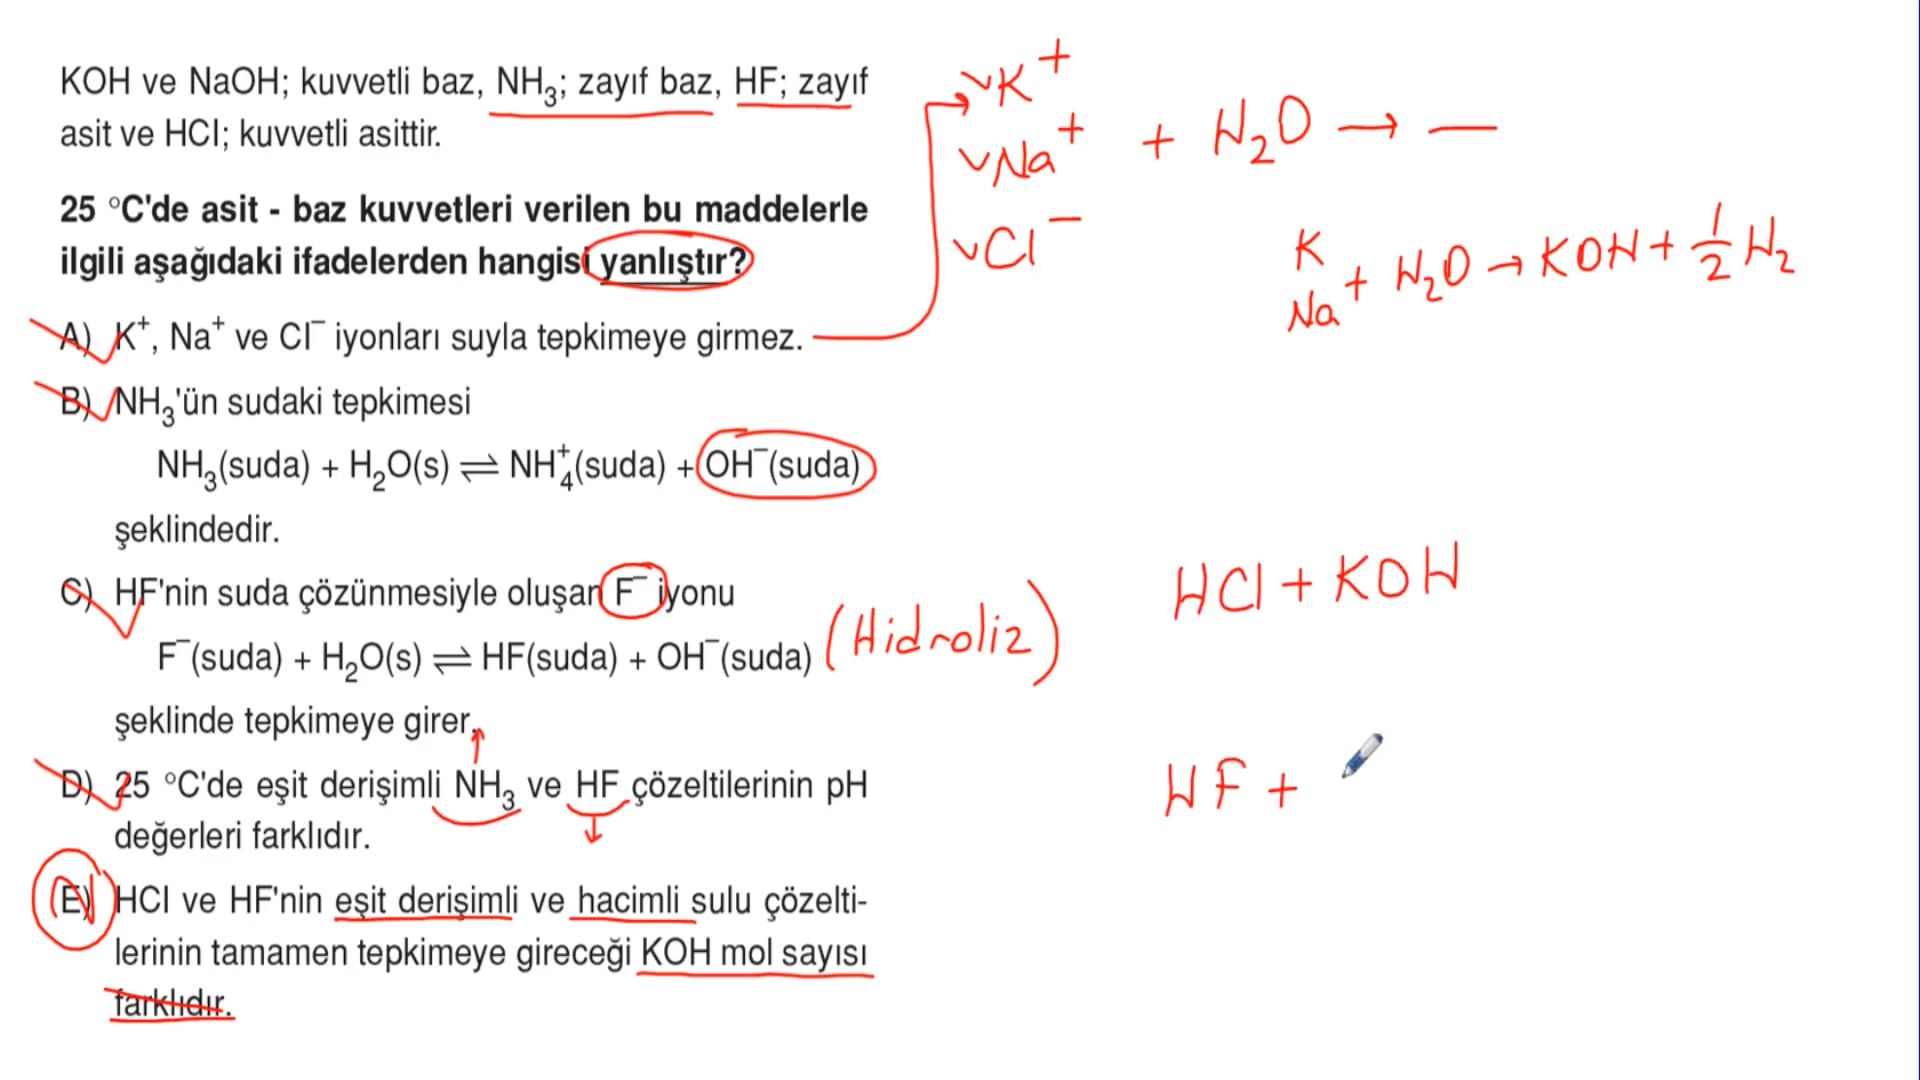 KOH ve NaOH; kuvvetli baz, NH₃; zayıf baz, HF; zayıf
asit ve HCl; kuvvetli asittir.
25 °C'de asit - baz kuvvetleri verilen bu maddelerle
ilgili aşağıdaki ifadelerden hangisi yanlıştır?
A) K⁺, Na⁺ ve Cl⁻ iyonları suyla tepkimeye girmez.
B) NH₃'ün sudaki tepkimesi
NH₃(suda) + H₂O(s) ⇌ NH₄⁺(suda) + OH⁻(suda)
şeklindedir.
C) HF'nin suda çözünmesiyle oluşan F⁻ iyonu
F⁻(suda) + H₂O(s) ⇌ HF(suda) + OH⁻(suda)
şeklinde tepkimeye girer.
D) 25 °C'de eşit derişimli NH₃ ve HF çözeltilerinin pH
değerleri farklıdır.
E) HCl ve HF'nin eşit derişimli ve hacimli sulu çözelti-
lerinin tamamen tepkimeye gireceği KOH mol sayısı
farklıdır.
K⁺
Na⁺ + H₂O → —
Cl⁻
K
Na + H₂O → KOH + 1/2 H₂
(Hidroliz)
HCl + KOH
HF +